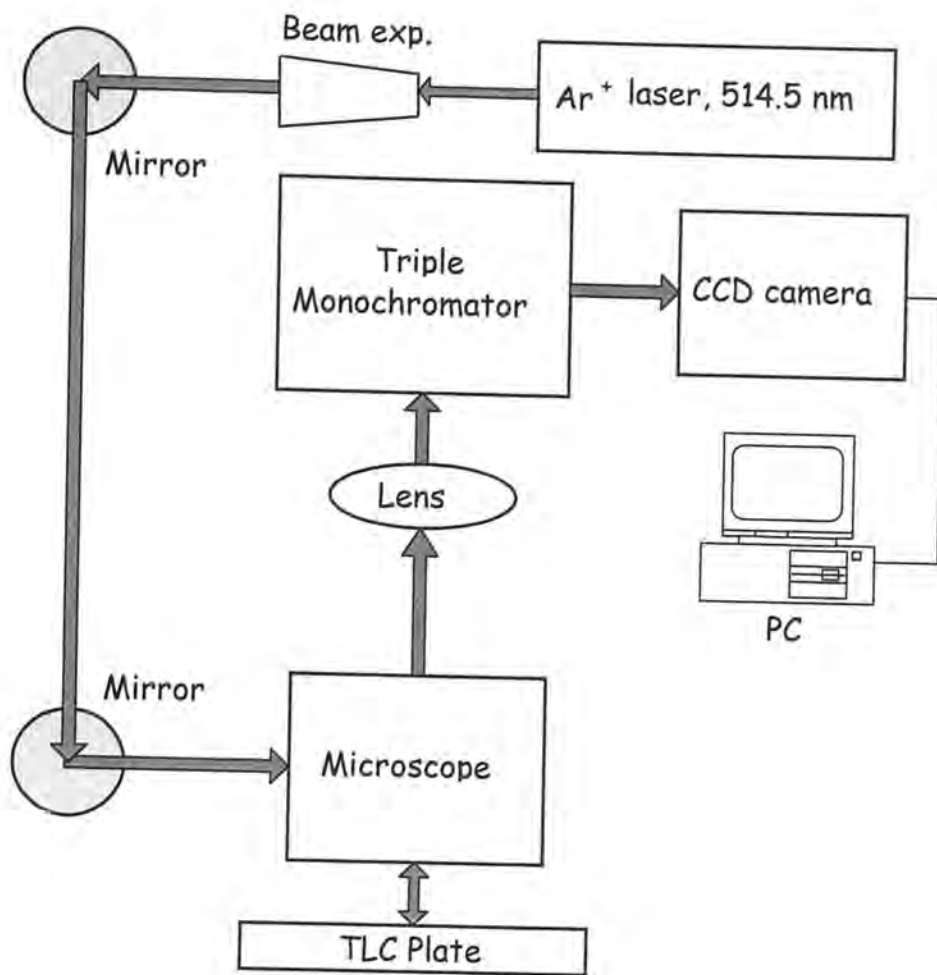 Beam exp.
Ar⁺ laser, 514.5 nm
Mirror
Triple
Monochromator
CCD camera
Lens
PC
Mirror
Microscope
TLC Plate